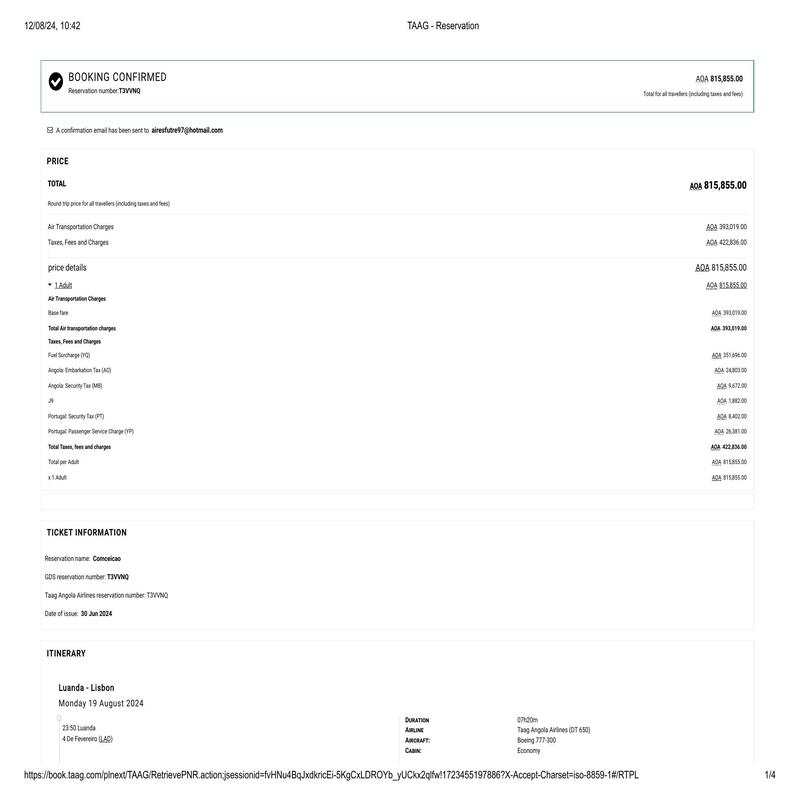 12/08/24, 10:42 TAAG - Reservation
BOOKING CONFIRMED AOA 815,855.00
Reservation number:T3VVNQ Total for all travellers (including taxes and fees)
A confirmation email has been sent to airesfutre97@hotmail.com
PRICE
TOTAL AOA 815,855.00
Round trip price for all travellers (including taxes and fees)
Air Transportation Charges AOA 393,019.00
Taxes, Fees and Charges AOA 422,836.00
price details AOA 815,855.00
1 Adult AOA 815,855.00
Air Transportation Charges
Base fare AOA 393,019.00
Total Air transportation charges AOA 393,019.00
Taxes, Fees and Charges
Fuel Surcharge (YQ) AOA 351,696.00
Angola: Embarkation Tax (AO) AOA 24,803.00
Angola: Security Tax (MB) AOA 9,672.00
J9 AOA 1,882.00
Portugal: Security Tax (PT) AOA 8,402.00
Portugal: Passenger Service Charge (YP) AOA 26,381.00
Total Taxes, fees and charges AOA 422,836.00
Total per Adult AOA 815,855.00
x 1 Adult AOA 815,855.00
TICKET INFORMATION
Reservation name: Comceicao
GDS reservation number: T3VVNQ
Taag Angola Airlines reservation number: T3VVNQ
Date of issue: 30 Jun 2024
ITINERARY
Luanda - Lisbon
Monday 19 August 2024
23:50 Luanda
4 De Fevereiro (LAD)
DURATION 07h20m
AIRLINE Taag Angola Airlines (DT 650)
AIRCRAFT: Boeing 777-300
CABIN: Economy
https://book.taag.com/plnext/TAAG/RetrievePNR.action;jsessionid=fvHNu4BqJxdkricEi-5KgCxLDROYb_yUCkx2qlfw!1723455197886?X-Accept-Charset=iso-8859-1#/RTPL 1/4